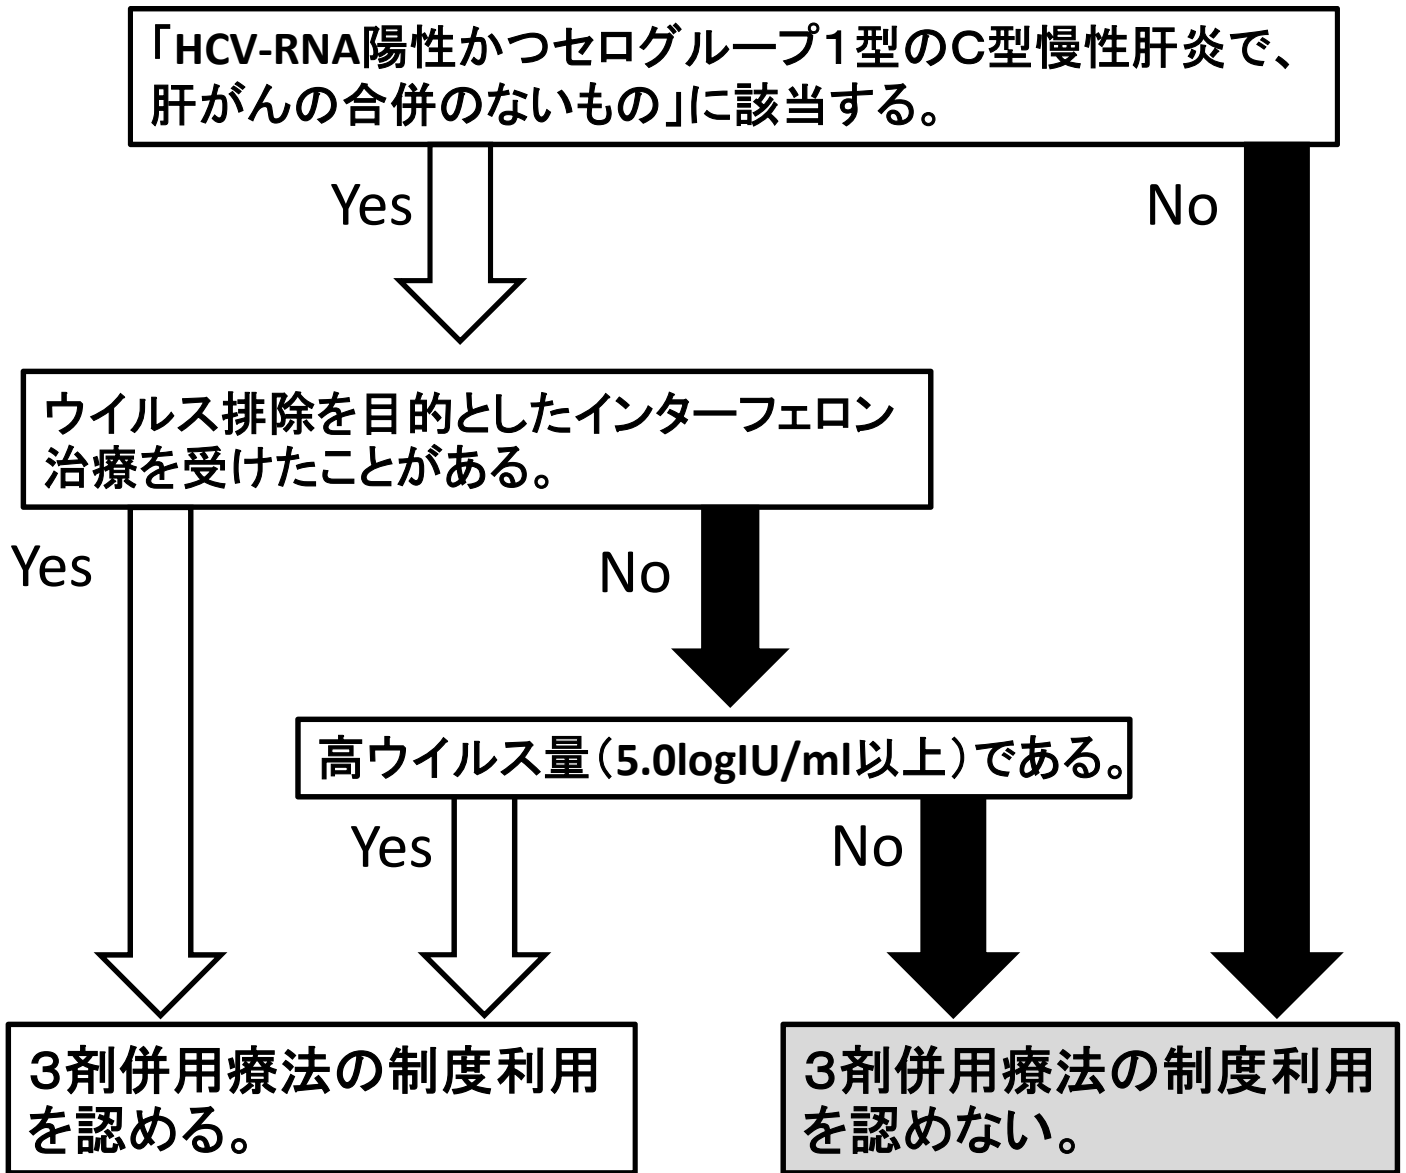 「HCV-RNA陽性かつセログループ１型のＣ型慢性肝炎で、
肝がんの合併のないもの」に該当する。
Yes
No
ウイルス排除を目的としたインターフェロン
治療を受けたことがある。
Yes
No
高ウイルス量（5.0logIU/ml以上）である。
Yes
No
３剤併用療法の制度利用
を認める。
３剤併用療法の制度利用
を認めない。